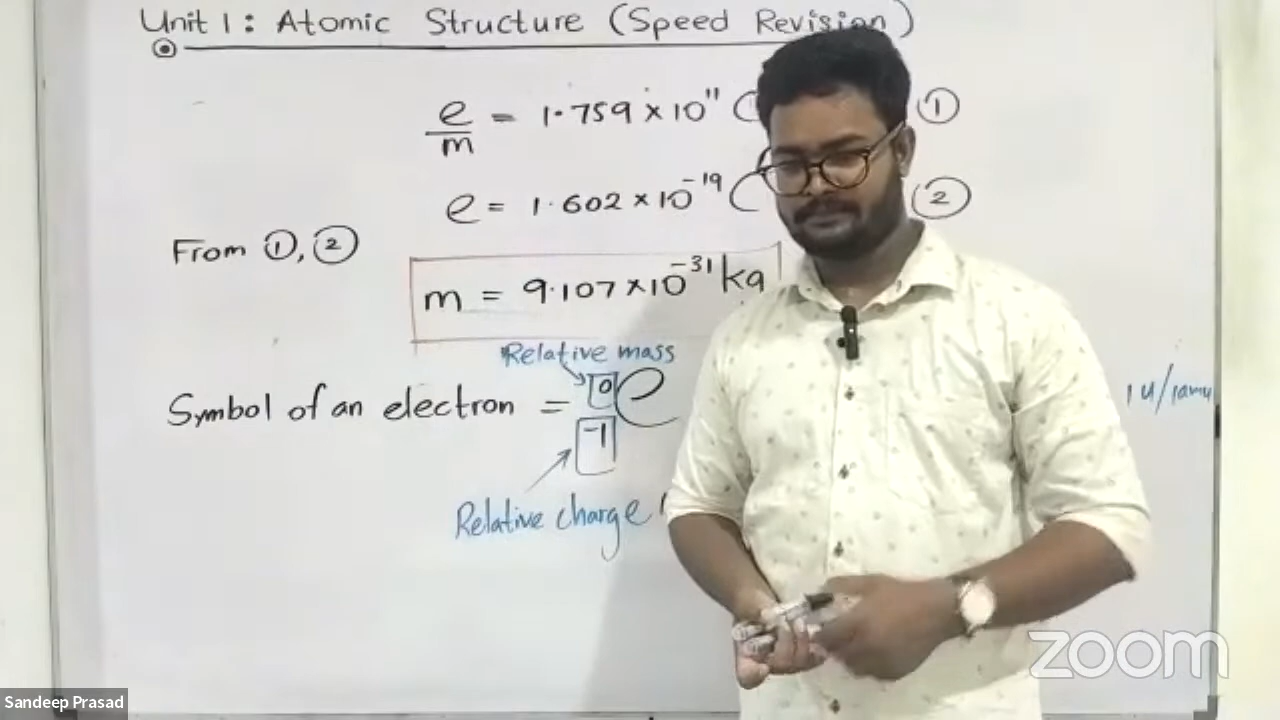 Unit 1: Atomic Structure (Speed Revision)
e/m = 1.759 × 10¹¹ C ①
e = 1.602 × 10⁻¹⁹ C ②
From ①, ②
m = 9.107 × 10⁻³¹ kg
Relative mass
Symbol of an electron = 0 e
-1
1u/1amu
Relative charge
zoom
Sandeep Prasad